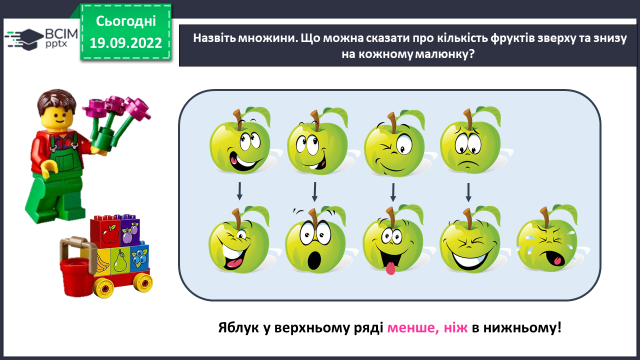 Сьогодні
19.09.2022
ВСІМ
pptx
Назвіть множини. Що можна сказати про кількість фруктів зверху та знизу
на кожному малюнку?
Яблук у верхньому ряді менше, ніж в нижньому!